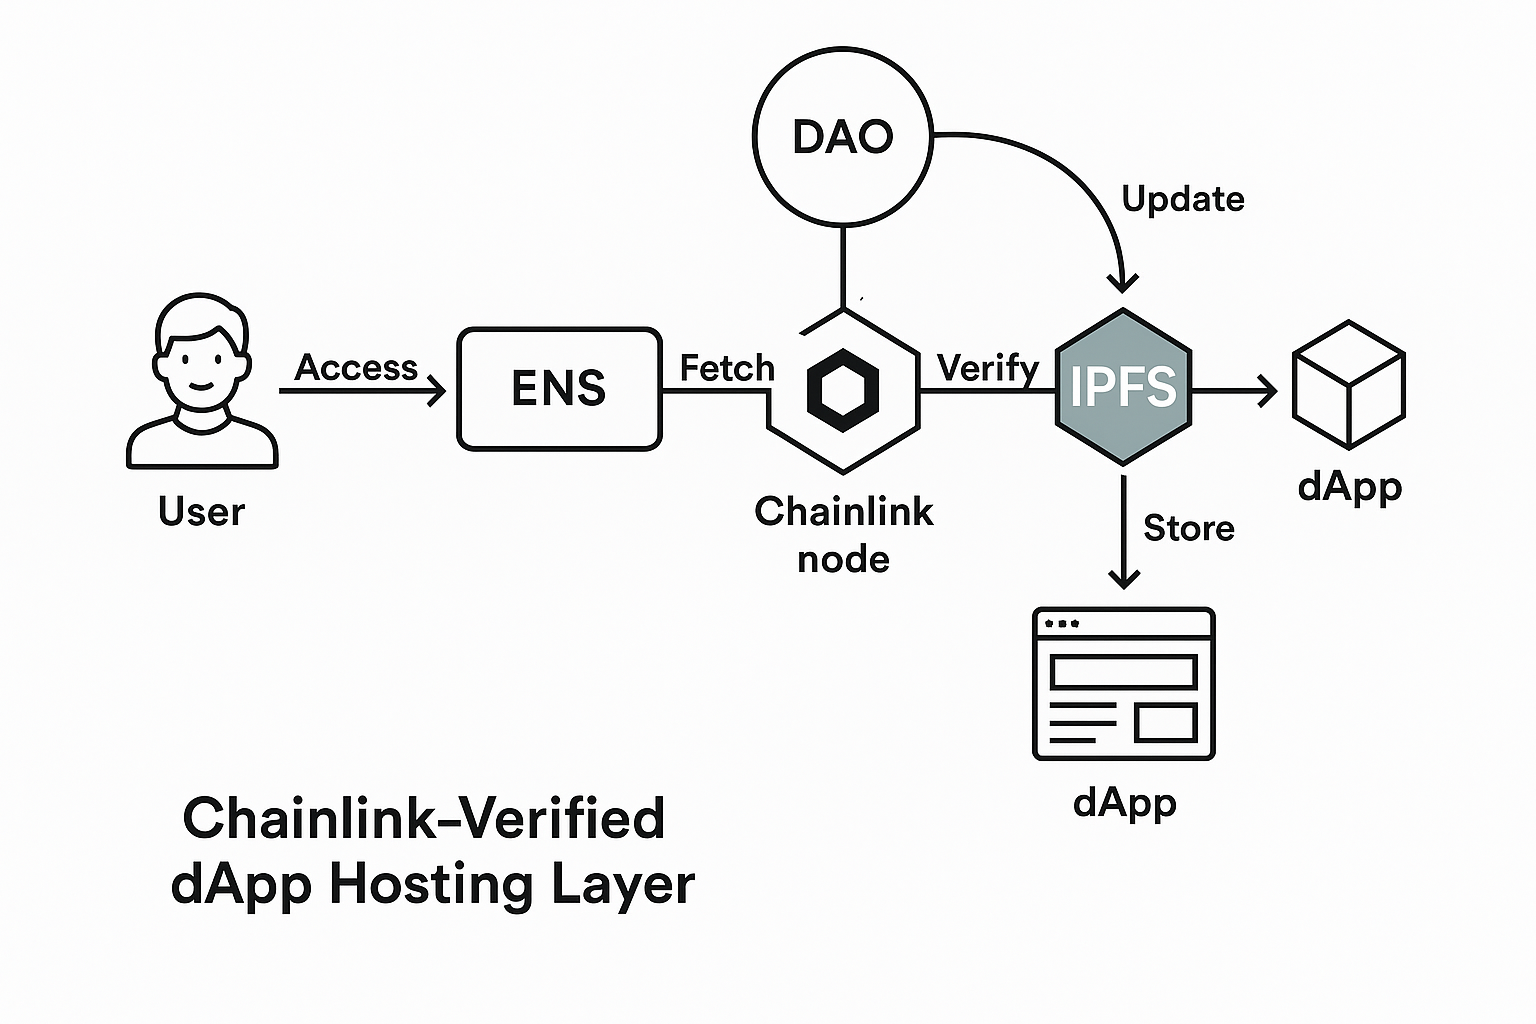 DAO
Update
Access
ENS
Fetch
Verify
IPFS
User
Chainlink
node
dApp
Store
dApp
Chainlink–Verified
dApp Hosting Layer